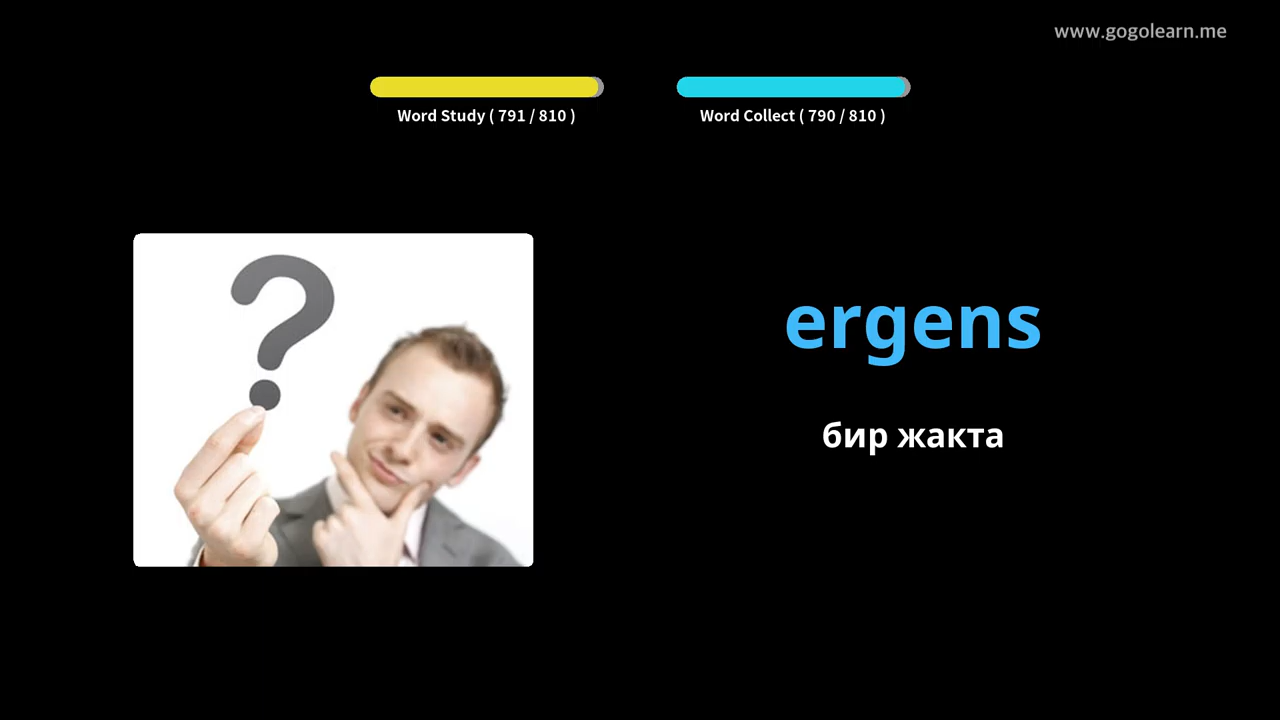 www.gogolearn.me
Word Study ( 791 / 810 )
Word Collect ( 790 / 810 )
ergens
бир жакта